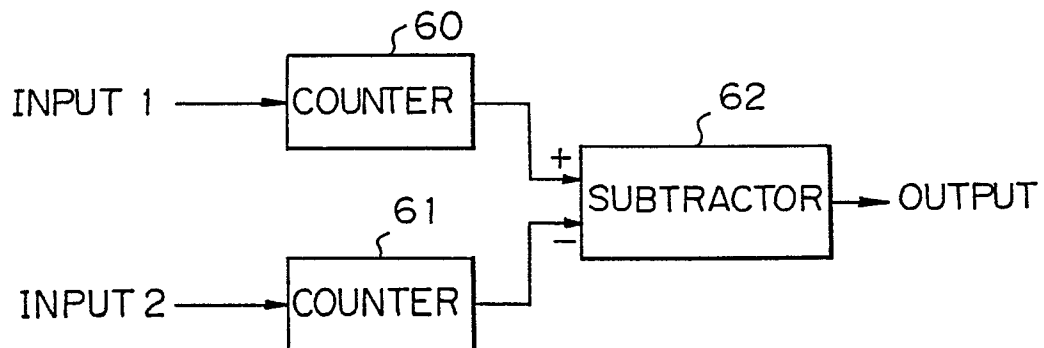 60
INPUT 1
COUNTER
62
+
SUBTRACTOR
OUTPUT
−
61
INPUT 2
COUNTER